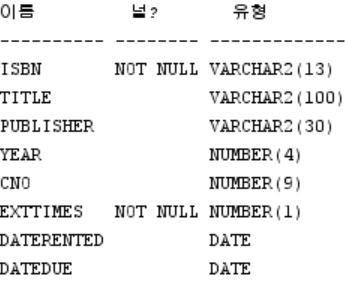 이름 널? 유형
---------- -------- -------------
ISBN NOT NULL VARCHAR2(13)
TITLE VARCHAR2(100)
PUBLISHER VARCHAR2(30)
YEAR NUMBER(4)
CNO NUMBER(9)
EXTTIMES NOT NULL NUMBER(1)
DATERENTED DATE
DATEDUE DATE